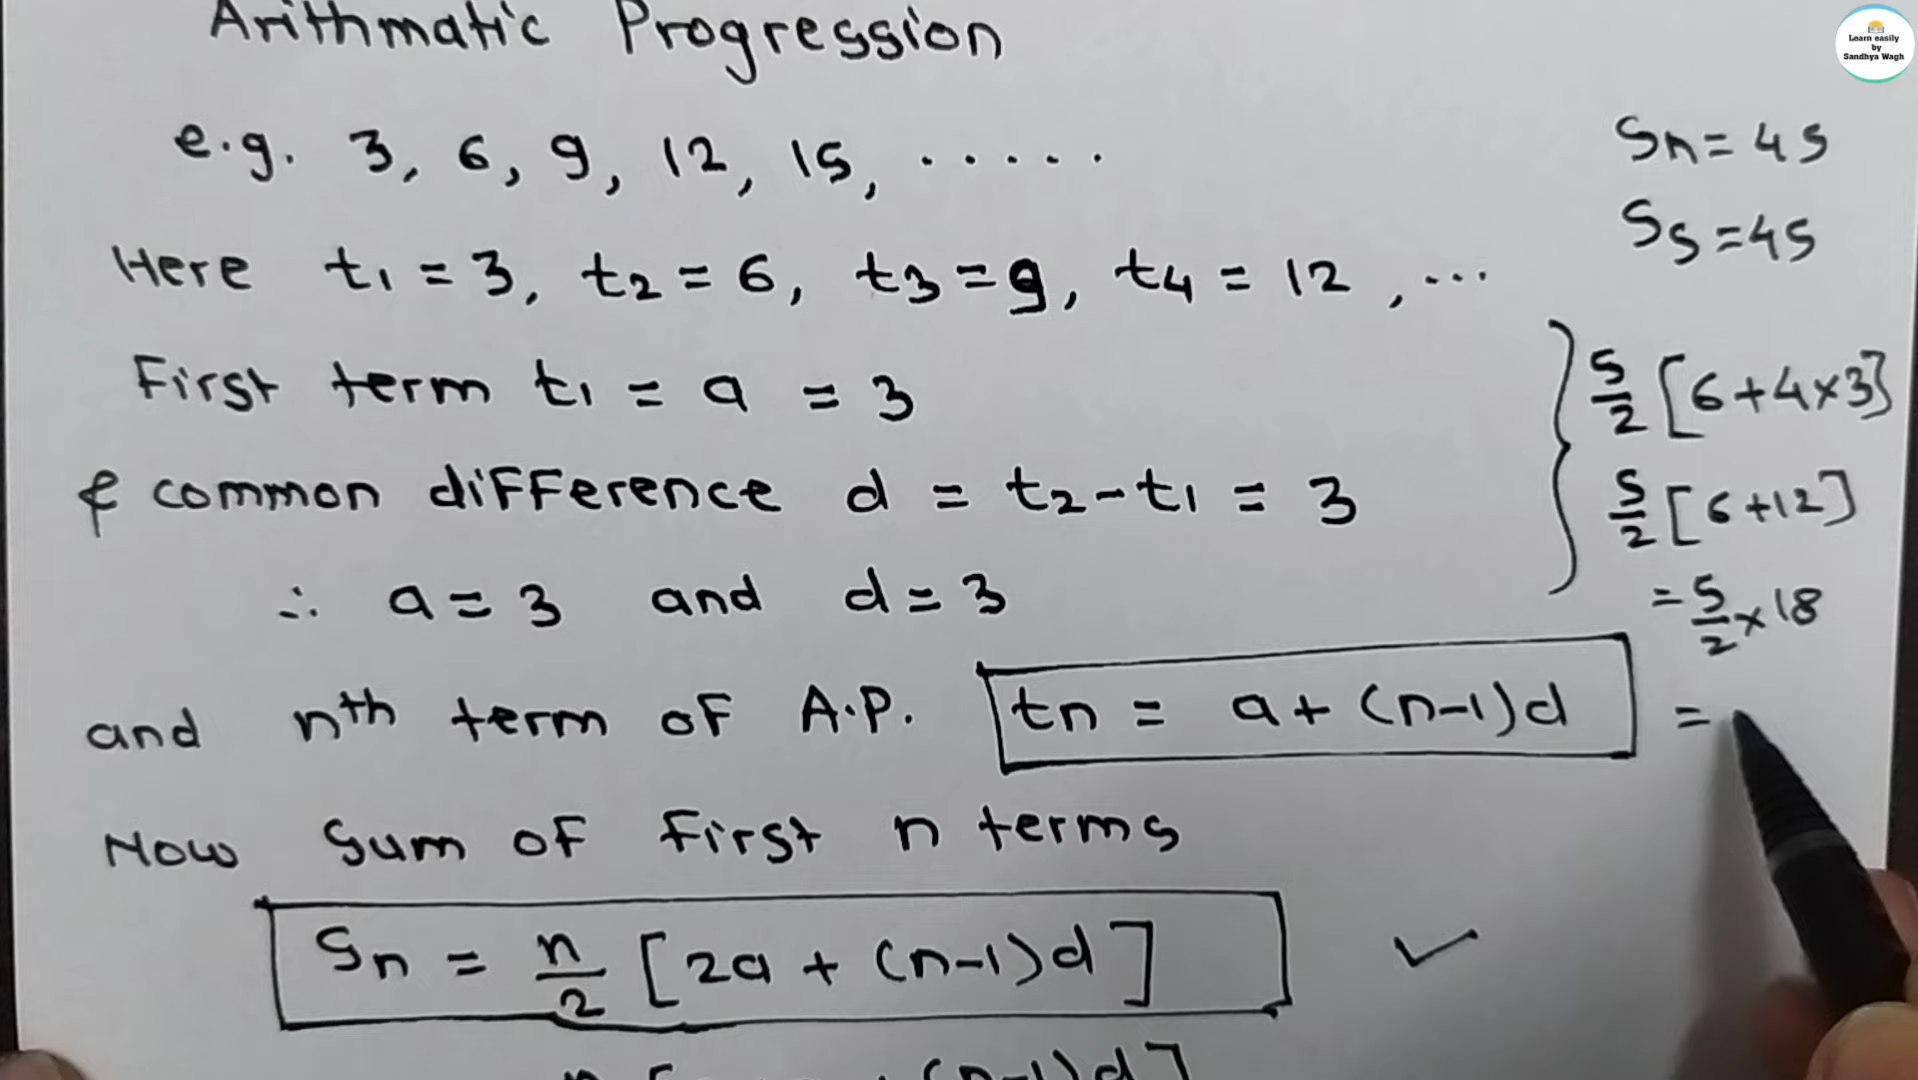 Arithmatic Progression
e.g. 3, 6, 9, 12, 15, .....
Here t1 = 3, t2 = 6, t3 = 9, t4 = 12, ...
First term t1 = a = 3
& common difference d = t2-t1 = 3
∴ a = 3 and d = 3
and nth term of A.P. tn = a + (n-1)d
Now sum of first n terms
Sn = n/2 [2a + (n-1)d] ✓
(n-1)d]
Sn = 45
S5 = 45
5/2 [6+4×3]
5/2 [6+12]
= 5/2 × 18
=
Learn easily
by
Sandhya Wagh